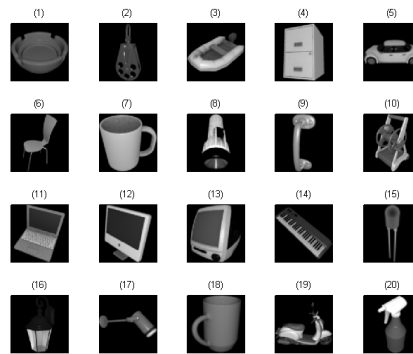 (1) (2) (3) (4) (5)
(6) (7) (8) (9) (10)
(11) (12) (13) (14) (15)
(16) (17) (18) (19) (20)